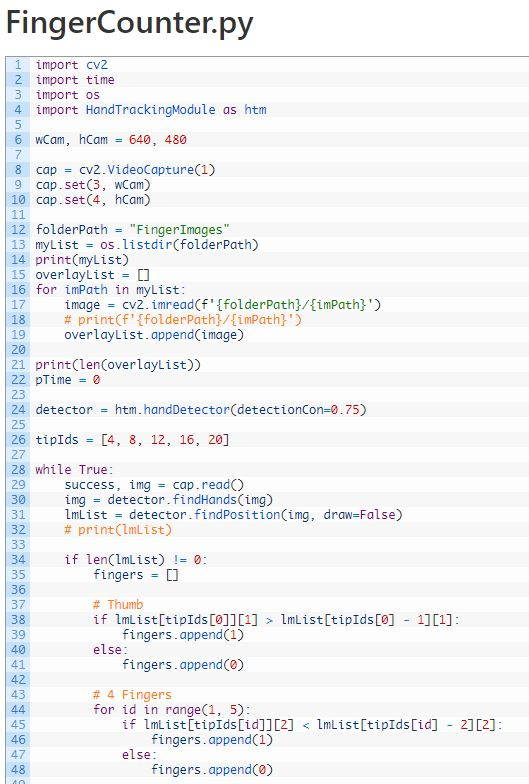 FingerCounter.py
1 import cv2
2 import time
3 import os
4 import HandTrackingModule as htm
5
6 wCam, hCam = 640, 480
7
8 cap = cv2.VideoCapture(1)
9 cap.set(3, wCam)
10 cap.set(4, hCam)
11
12 folderPath = "FingerImages"
13 myList = os.listdir(folderPath)
14 print(myList)
15 overlayList = []
16 for imPath in myList:
17     image = cv2.imread(f'{folderPath}/{imPath}')
18     # print(f'{folderPath}/{imPath}')
19     overlayList.append(image)
20
21 print(len(overlayList))
22 pTime = 0
23
24 detector = htm.handDetector(detectionCon=0.75)
25
26 tipIds = [4, 8, 12, 16, 20]
27
28 while True:
29     success, img = cap.read()
30     img = detector.findHands(img)
31     lmList = detector.findPosition(img, draw=False)
32     # print(lmList)
33
34     if len(lmList) != 0:
35         fingers = []
36
37         # Thumb
38         if lmList[tipIds[0]][1] > lmList[tipIds[0] - 1][1]:
39             fingers.append(1)
40         else:
41             fingers.append(0)
42
43         # 4 Fingers
44         for id in range(1, 5):
45             if lmList[tipIds[id]][2] < lmList[tipIds[id] - 2][2]:
46                 fingers.append(1)
47             else:
48                 fingers.append(0)